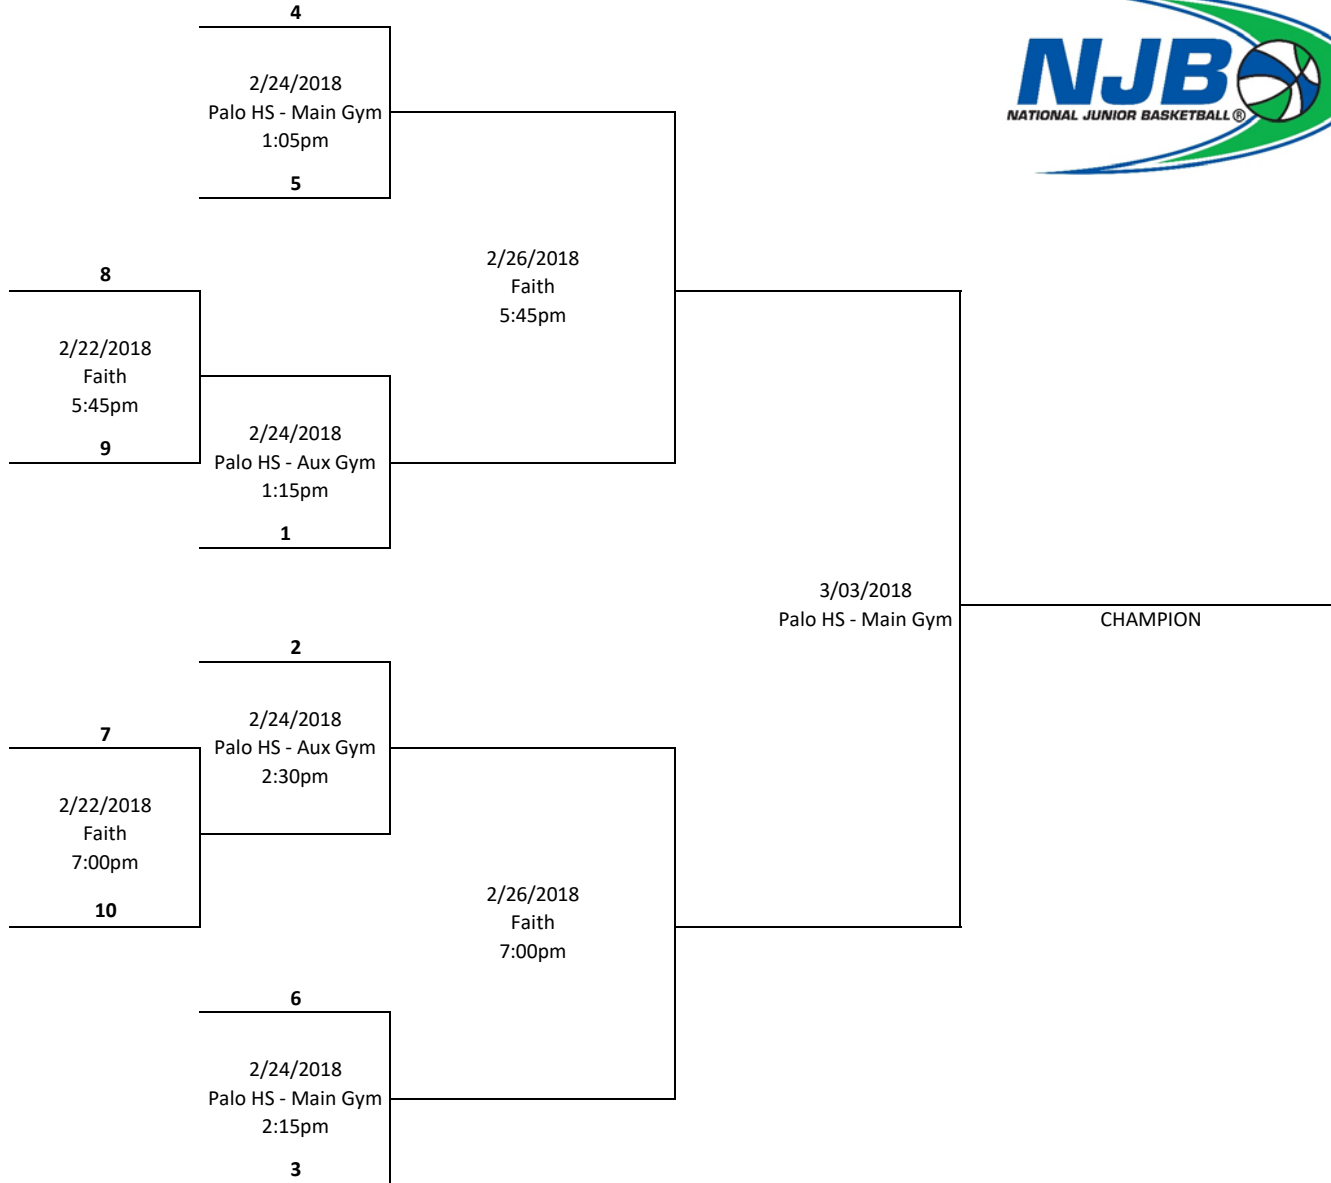 4
2/24/2018
Palo HS - Main Gym
1:05pm
5
NJB
NATIONAL JUNIOR BASKETBALL®
8
2/22/2018
Faith
5:45pm
9
2/24/2018
Palo HS - Aux Gym
1:15pm
1
2/26/2018
Faith
5:45pm
3/03/2018
Palo HS - Main Gym
CHAMPION
2
2/24/2018
Palo HS - Aux Gym
2:30pm
7
2/22/2018
Faith
7:00pm
10
2/26/2018
Faith
7:00pm
6
2/24/2018
Palo HS - Main Gym
2:15pm
3